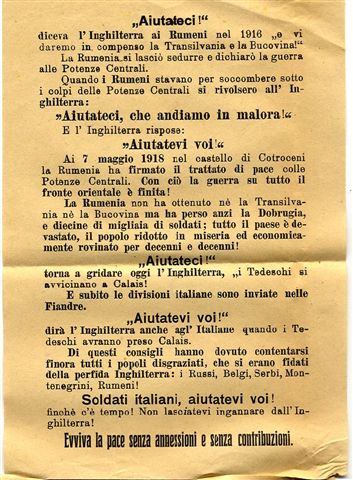 „Aiutateci!“
diceva l'Inghilterra ai Rumeni nel 1916 „e vi
daremo in compenso la Transilvania e la Bucovina!“
La Rumenia si lasciò sedurre e dichiarò la guerra
alle Potenze Centrali.
Quando i Rumeni stavano per soccombere sotto
i colpi delle Potenze Centrali si rivolsero all' In-
ghilterra:
„Aiutateci, che andiamo in malora!“
E l' Inghilterra rispose:
„Aiutatevi voi!“
Ai 7 maggio 1918 nel castello di Cotroceni
la Rumenia ha firmato il trattato di pace colle
Potenze Centrali. Con ciò la guerra su tutto il
fronte orientale è finita!
La Rumenia non ha ottenuto nè la Transilva-
nia nè la Bucovina ma ha perso anzi la Dobrugia,
e diecine di migliaia di soldati; tutto il paese è de-
vastato, il popolo ridotto in miseria ed economica-
mente rovinato per decenni e decenni!
„Aiutateci!“
torna a gridare oggi l'Inghilterra, „i Tedeschi si
avvicinano a Calais!
E subito le divisioni italiane sono inviate nelle
Fiandre.
„Aiutatevi voi!“
dirà l'Inghilterra anche agl' Italiane quando i Te-
deschi avranno preso Calais.
Di questi consigli hanno dovuto contentarsi
finora tutti i popoli disgraziati, che si erano fidati
della perfida Inghilterra: i Russi, Belgi, Serbi, Mon-
tenegrini, Rumeni!
Soldati italiani, aiutatevi voi!
finchè c'è tempo! Non lasciatevi ingannare dall'In-
ghilterra!
Evviva la pace senza annessioni e senza contribuzioni.